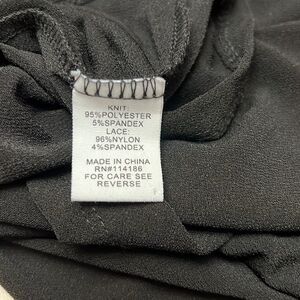 KNIT:
95%POLYESTER
5%SPANDEX
LACE:
96%NYLON
4%SPANDEX
MADE IN CHINA
RN#114186
FOR CARE SEE
REVERSE